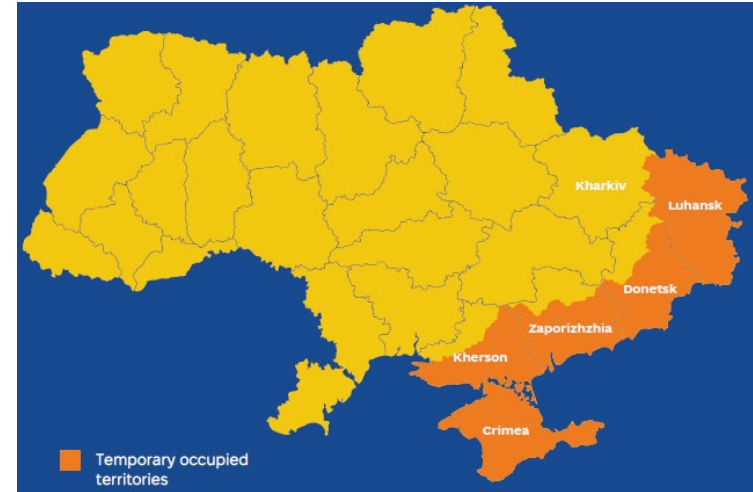 Kharkiv
Luhansk
Donetsk
Zaporizhzhia
Kherson
Crimea
Temporary occupied
territories